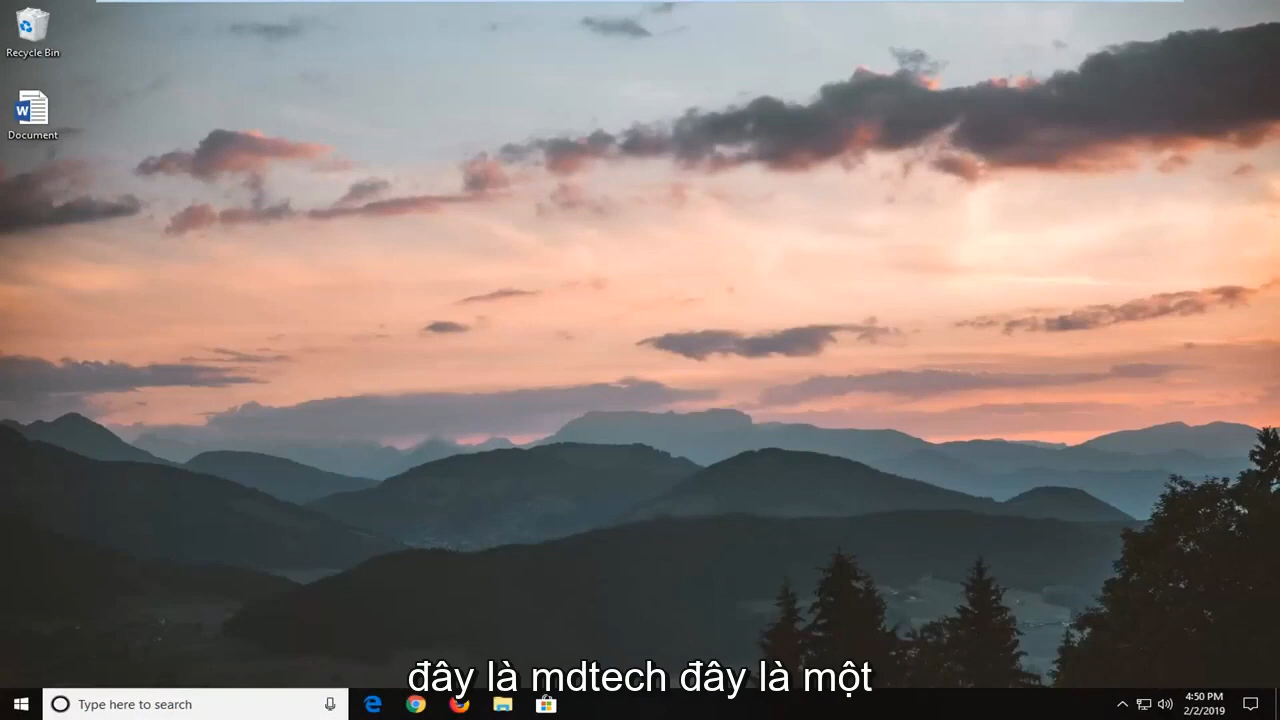 Recycle Bin
Document
đây là mdtech đây là một
Type here to search
4:50 PM
2/2/2019